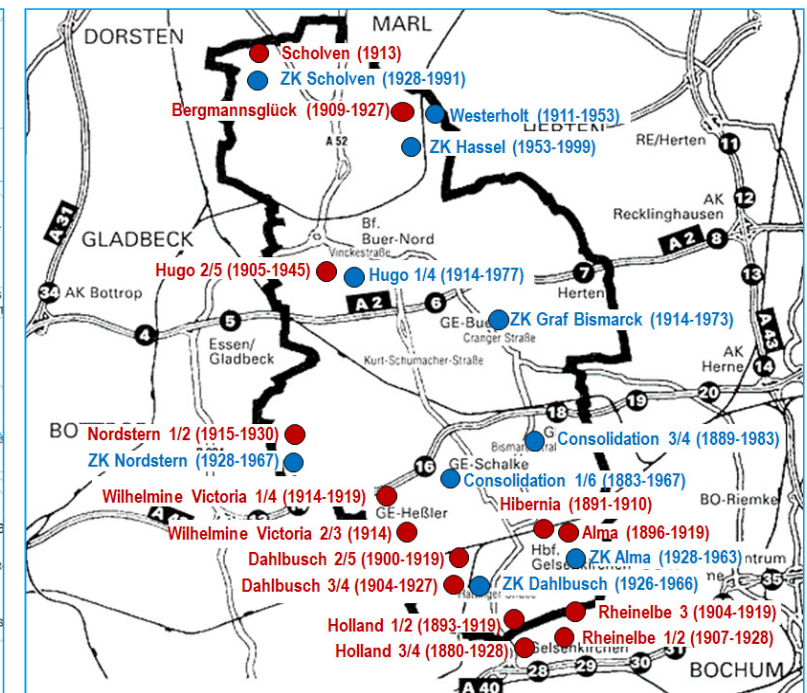 DORSTEN
MARL
Scholven (1913)
ZK Scholven (1928-1991)
Bergmannsglück (1909-1927)
Westerholt (1911-1953)
HERTEN
A 52
ZK Hassel (1953-1999)
RE/Herten
11
12
AK
Recklinghausen
A 31
GLADBECK
Bf.
Buer-Nord
Vinckestraße
A 2
8
Hugo 2/5 (1905-1945)
Hugo 1/4 (1914-1977)
7
Herten
13
34
AK Bottrop
A 2
6
4
5
Essen/
Gladbeck
ZK Graf Bismarck (1914-1973)
Cranger Straße
Kurt-Schumacher-Straße
A 43
AK
Herne
14
20
19
18
Nordstern 1/2 (1915-1930)
Consolidation 3/4 (1889-1983)
ZK Nordstern (1928-1967)
16
GE-Schalke
Consolidation 1/6 (1883-1967)
Wilhelmine Victoria 1/4 (1914-1919)
Hibernia
(1891-1910)
BO-Riemke
GE-Heßler
Wilhelmine Victoria 2/3 (1914)
Alma (1896-1919)
Hbf.
Dahlbusch 2/5 (1900-1919)
ZK Alma (1928-1963)
Dahlbusch 3/4 (1904-1927)
ZK Dahlbusch (1926-1966)
35
Rheinelbe 3 (1904-1919)
Holland 1/2 (1893-1919)
Rheinelbe 1/2 (1907-1928)
Holland 3/4 (1880-1928)
Gelsenkirchen
31
30
29
28
BOCHUM
A 40